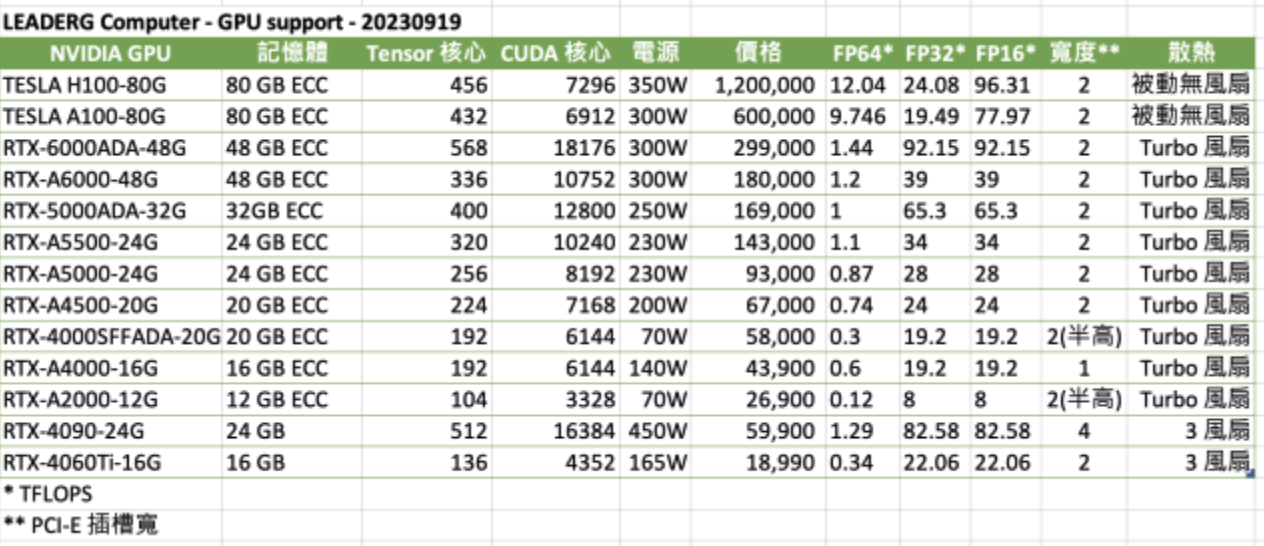 LEADERG Computer - GPU support - 20230919
NVIDIA GPU 記憶體 Tensor 核心 CUDA 核心 電源 價格 FP64* FP32* FP16* 寬度** 散熱
TESLA H100-80G 80 GB ECC 456 7296 350W 1,200,000 12.04 24.08 96.31 2 被動無風扇
TESLA A100-80G 80 GB ECC 432 6912 300W 600,000 9.746 19.49 77.97 2 被動無風扇
RTX-6000ADA-48G 48 GB ECC 568 18176 300W 299,000 1.44 92.15 92.15 2 Turbo 風扇
RTX-A6000-48G 48 GB ECC 336 10752 300W 180,000 1.2 39 39 2 Turbo 風扇
RTX-5000ADA-32G 32GB ECC 400 12800 250W 169,000 1 65.3 65.3 2 Turbo 風扇
RTX-A5500-24G 24 GB ECC 320 10240 230W 143,000 1.1 34 34 2 Turbo 風扇
RTX-A5000-24G 24 GB ECC 256 8192 230W 93,000 0.87 28 28 2 Turbo 風扇
RTX-A4500-20G 20 GB ECC 224 7168 200W 67,000 0.74 24 24 2 Turbo 風扇
RTX-4000SFFADA-20G 20 GB ECC 192 6144 70W 58,000 0.3 19.2 19.2 2(半高) Turbo 風扇
RTX-A4000-16G 16 GB ECC 192 6144 140W 43,900 0.6 19.2 19.2 1 Turbo 風扇
RTX-A2000-12G 12 GB ECC 104 3328 70W 26,900 0.12 8 8 2(半高) Turbo 風扇
RTX-4090-24G 24 GB 512 16384 450W 59,900 1.29 82.58 82.58 4 3 風扇
RTX-4060Ti-16G 16 GB 136 4352 165W 18,990 0.34 22.06 22.06 2 3 風扇
* TFLOPS
** PCI-E 插槽寬